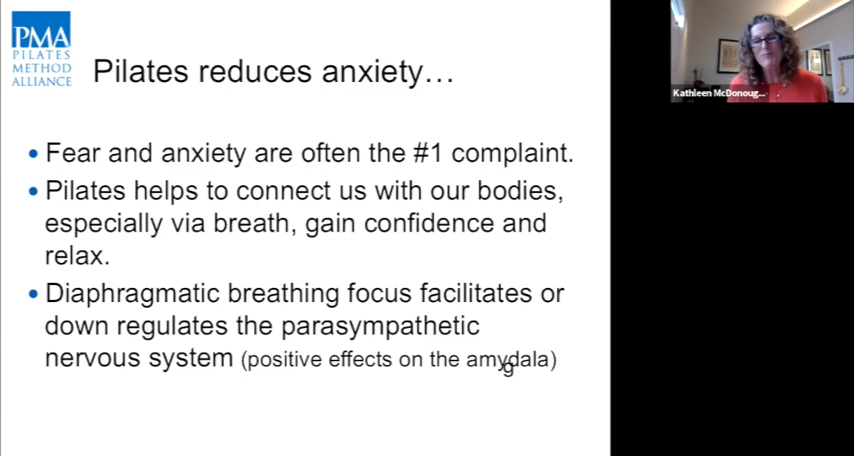 PMA
PILATES
METHOD
ALLIANCE
Pilates reduces anxiety…
• Fear and anxiety are often the #1 complaint.
• Pilates helps to connect us with our bodies,
especially via breath, gain confidence and
relax.
• Diaphragmatic breathing focus facilitates or
down regulates the parasympathetic
nervous system (positive effects on the amygdala)
Kathleen McDonoug...